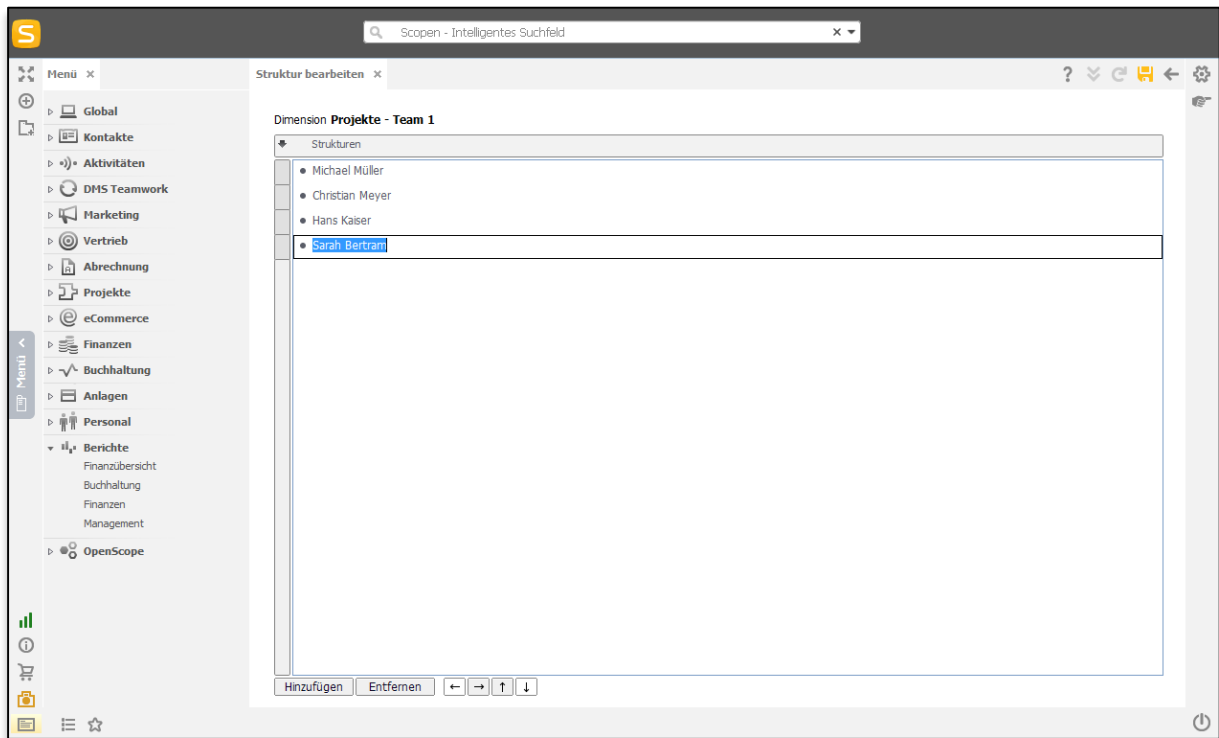 S
Scopen - Intelligentes Suchfeld
Menü
Struktur bearbeiten
?
Global
Kontakte
Aktivitäten
DMS Teamwork
Marketing
Vertrieb
Abrechnung
Projekte
eCommerce
Finanzen
Buchhaltung
Anlagen
Personal
Berichte
Finanzübersicht
Buchhaltung
Finanzen
Management
OpenScope
Menü
Dimension Projekte - Team 1
Strukturen
Michael Müller
Christian Meyer
Hans Kaiser
Sarah Bertram
Hinzufügen Entfernen ← → ↑ ↓